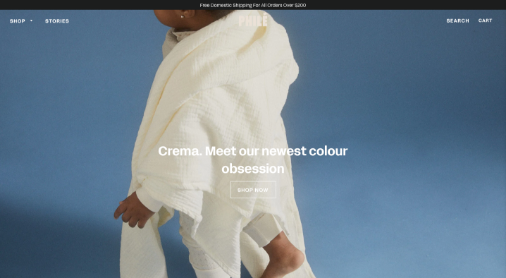 Free Domestic Shipping For All Orders Over $200
SHOP
STORIES
SEARCH
CART
Crema. Meet our newest colour
obsession
SHOP NOW